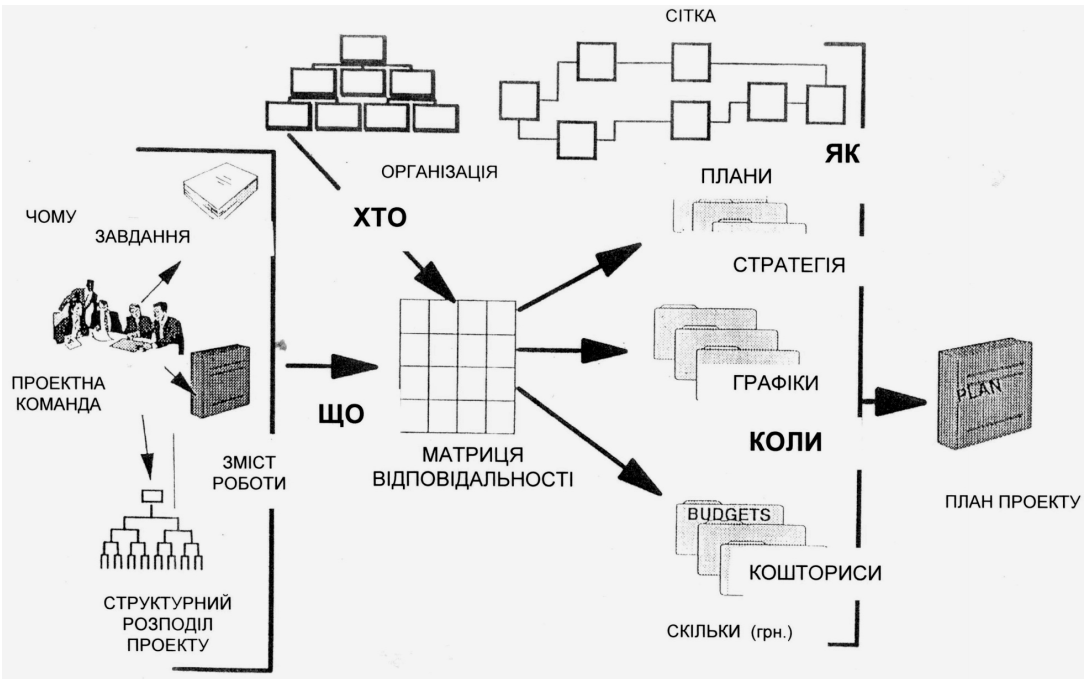 СІТКА
ОРГАНІЗАЦІЯ
ЯК
ПЛАНИ
ХТО
ЧОМУ
ЗАВДАННЯ
СТРАТЕГІЯ
ПРОЕКТНА
КОМАНДА
ГРАФІКИ
PLAN
ЩО
КОЛИ
МАТРИЦЯ
ВІДПОВІДАЛЬНОСТІ
ЗМІСТ
РОБОТИ
ПЛАН ПРОЕКТУ
BUDGETS
КОШТОРИСИ
СТРУКТУРНИЙ
РОЗПОДІЛ
ПРОЕКТУ
СКІЛЬКИ (грн.)